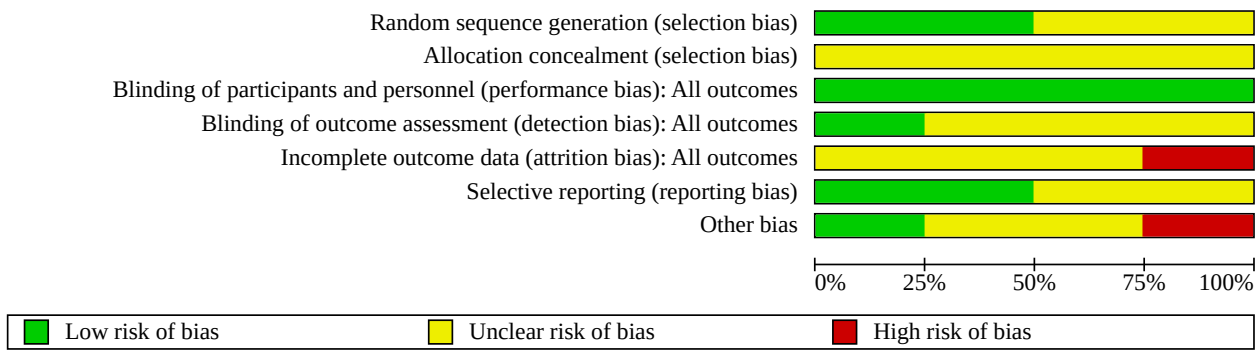 Random sequence generation (selection bias)
Allocation concealment (selection bias)
Blinding of participants and personnel (performance bias): All outcomes
Blinding of outcome assessment (detection bias): All outcomes
Incomplete outcome data (attrition bias): All outcomes
Selective reporting (reporting bias)
Other bias
0% 25% 50% 75% 100%
Low risk of bias Unclear risk of bias High risk of bias